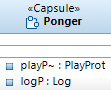 «Capsule»
Ponger
playP~ : PlayProt
logP : Log